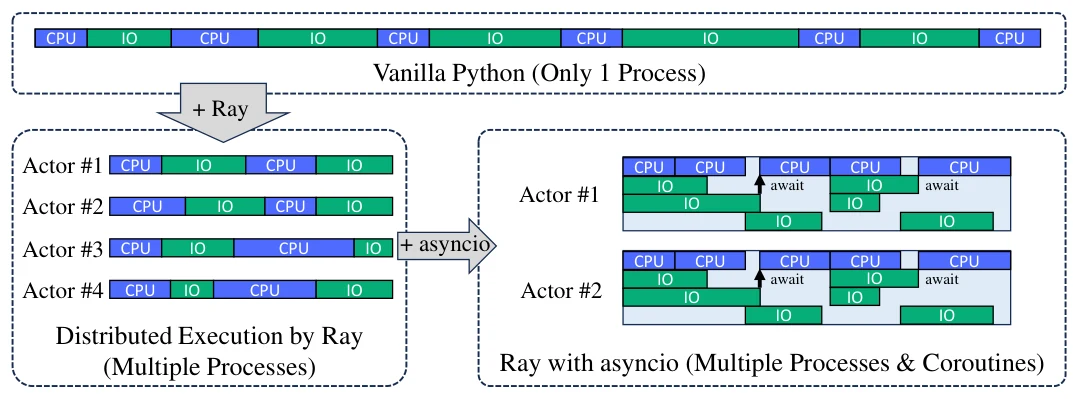 CPU IO CPU IO CPU IO CPU IO CPU IO CPU
Vanilla Python (Only 1 Process)
+ Ray
Actor #1 CPU IO CPU IO
Actor #2 CPU IO CPU IO
Actor #3 CPU IO CPU IO
Actor #4 CPU IO CPU IO
Distributed Execution by Ray
(Multiple Processes)
+ asyncio
Actor #1
CPU CPU CPU CPU CPU
IO await IO await
IO IO
IO IO
Actor #2
CPU CPU CPU CPU CPU
IO await IO await
IO IO
IO IO
Ray with asyncio (Multiple Processes & Coroutines)